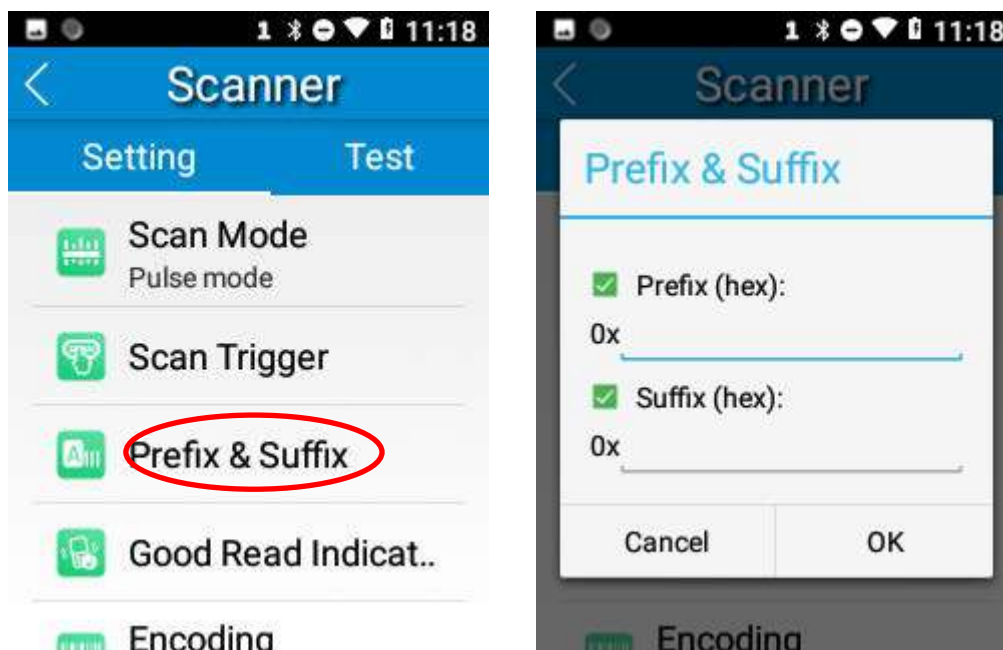 1 11:18
Scanner
Setting Test
Scan Mode
Pulse mode
Scan Trigger
Prefix & Suffix
Good Read Indicat..
Encoding
1 11:18
Scanner
Prefix & Suffix
Prefix (hex):
0x
Suffix (hex):
0x
Cancel OK
Encoding